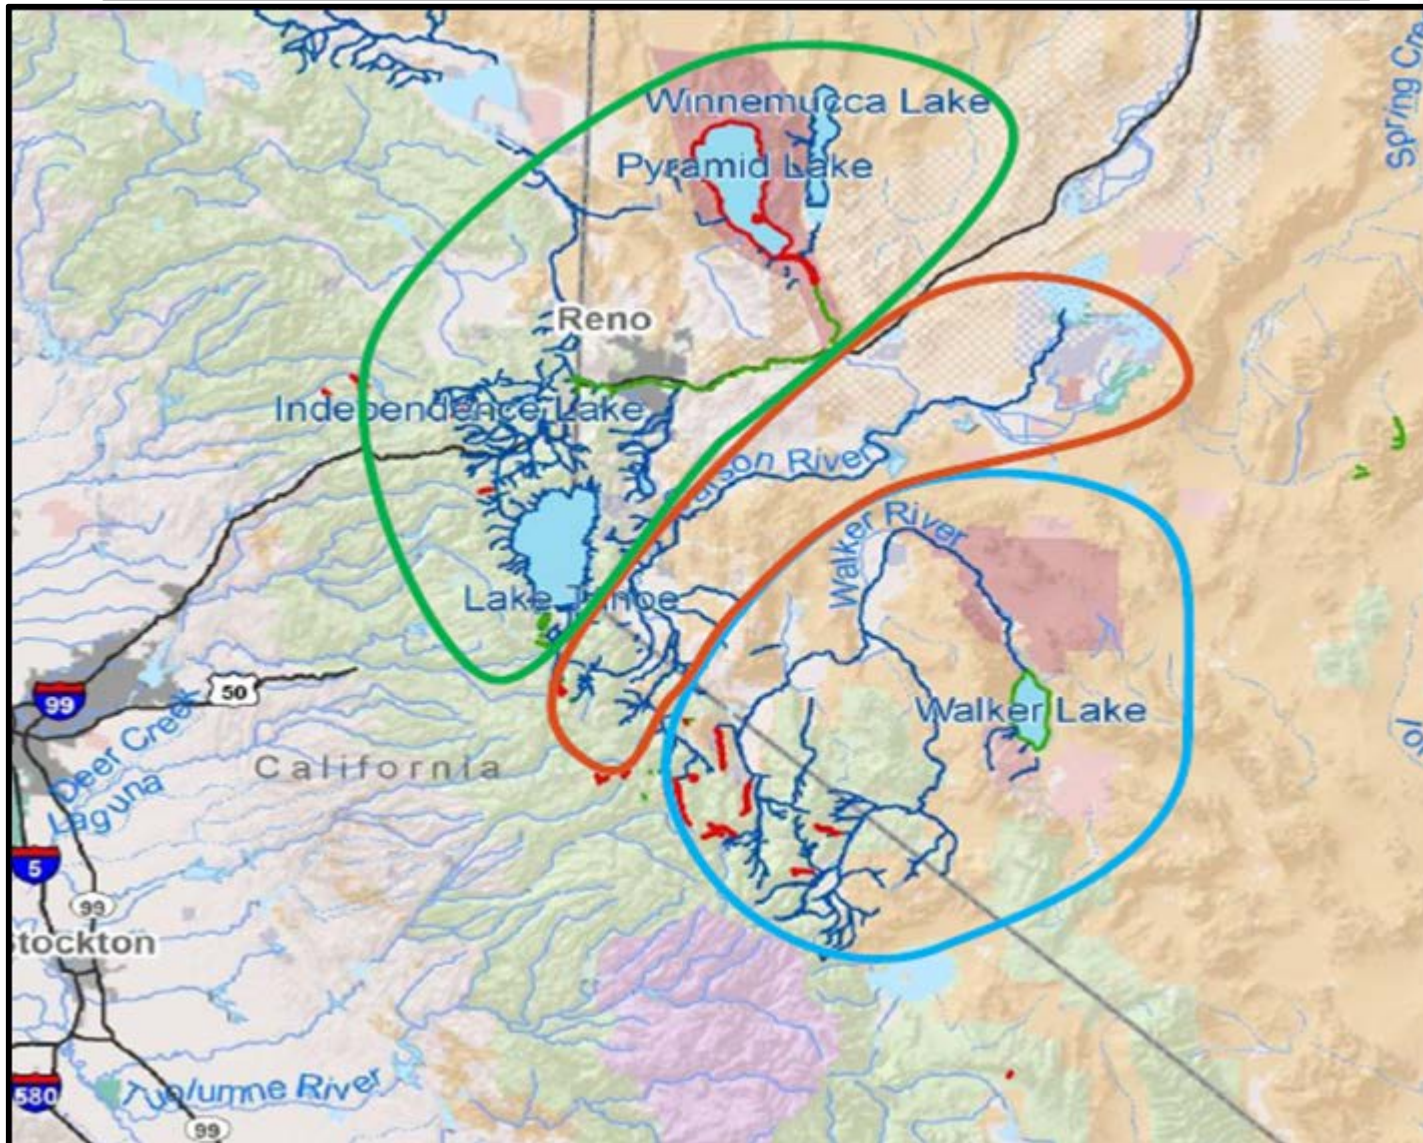 Winnemucca Lake
Pyramid Lake
Spring Cre
Reno
Independence Lake
Carson River
Walker River
Lake Tahoe
50
99
Deer Creek
Laguna
California
Walker Lake
5
99
Stockton
580
Tuolumne River
99